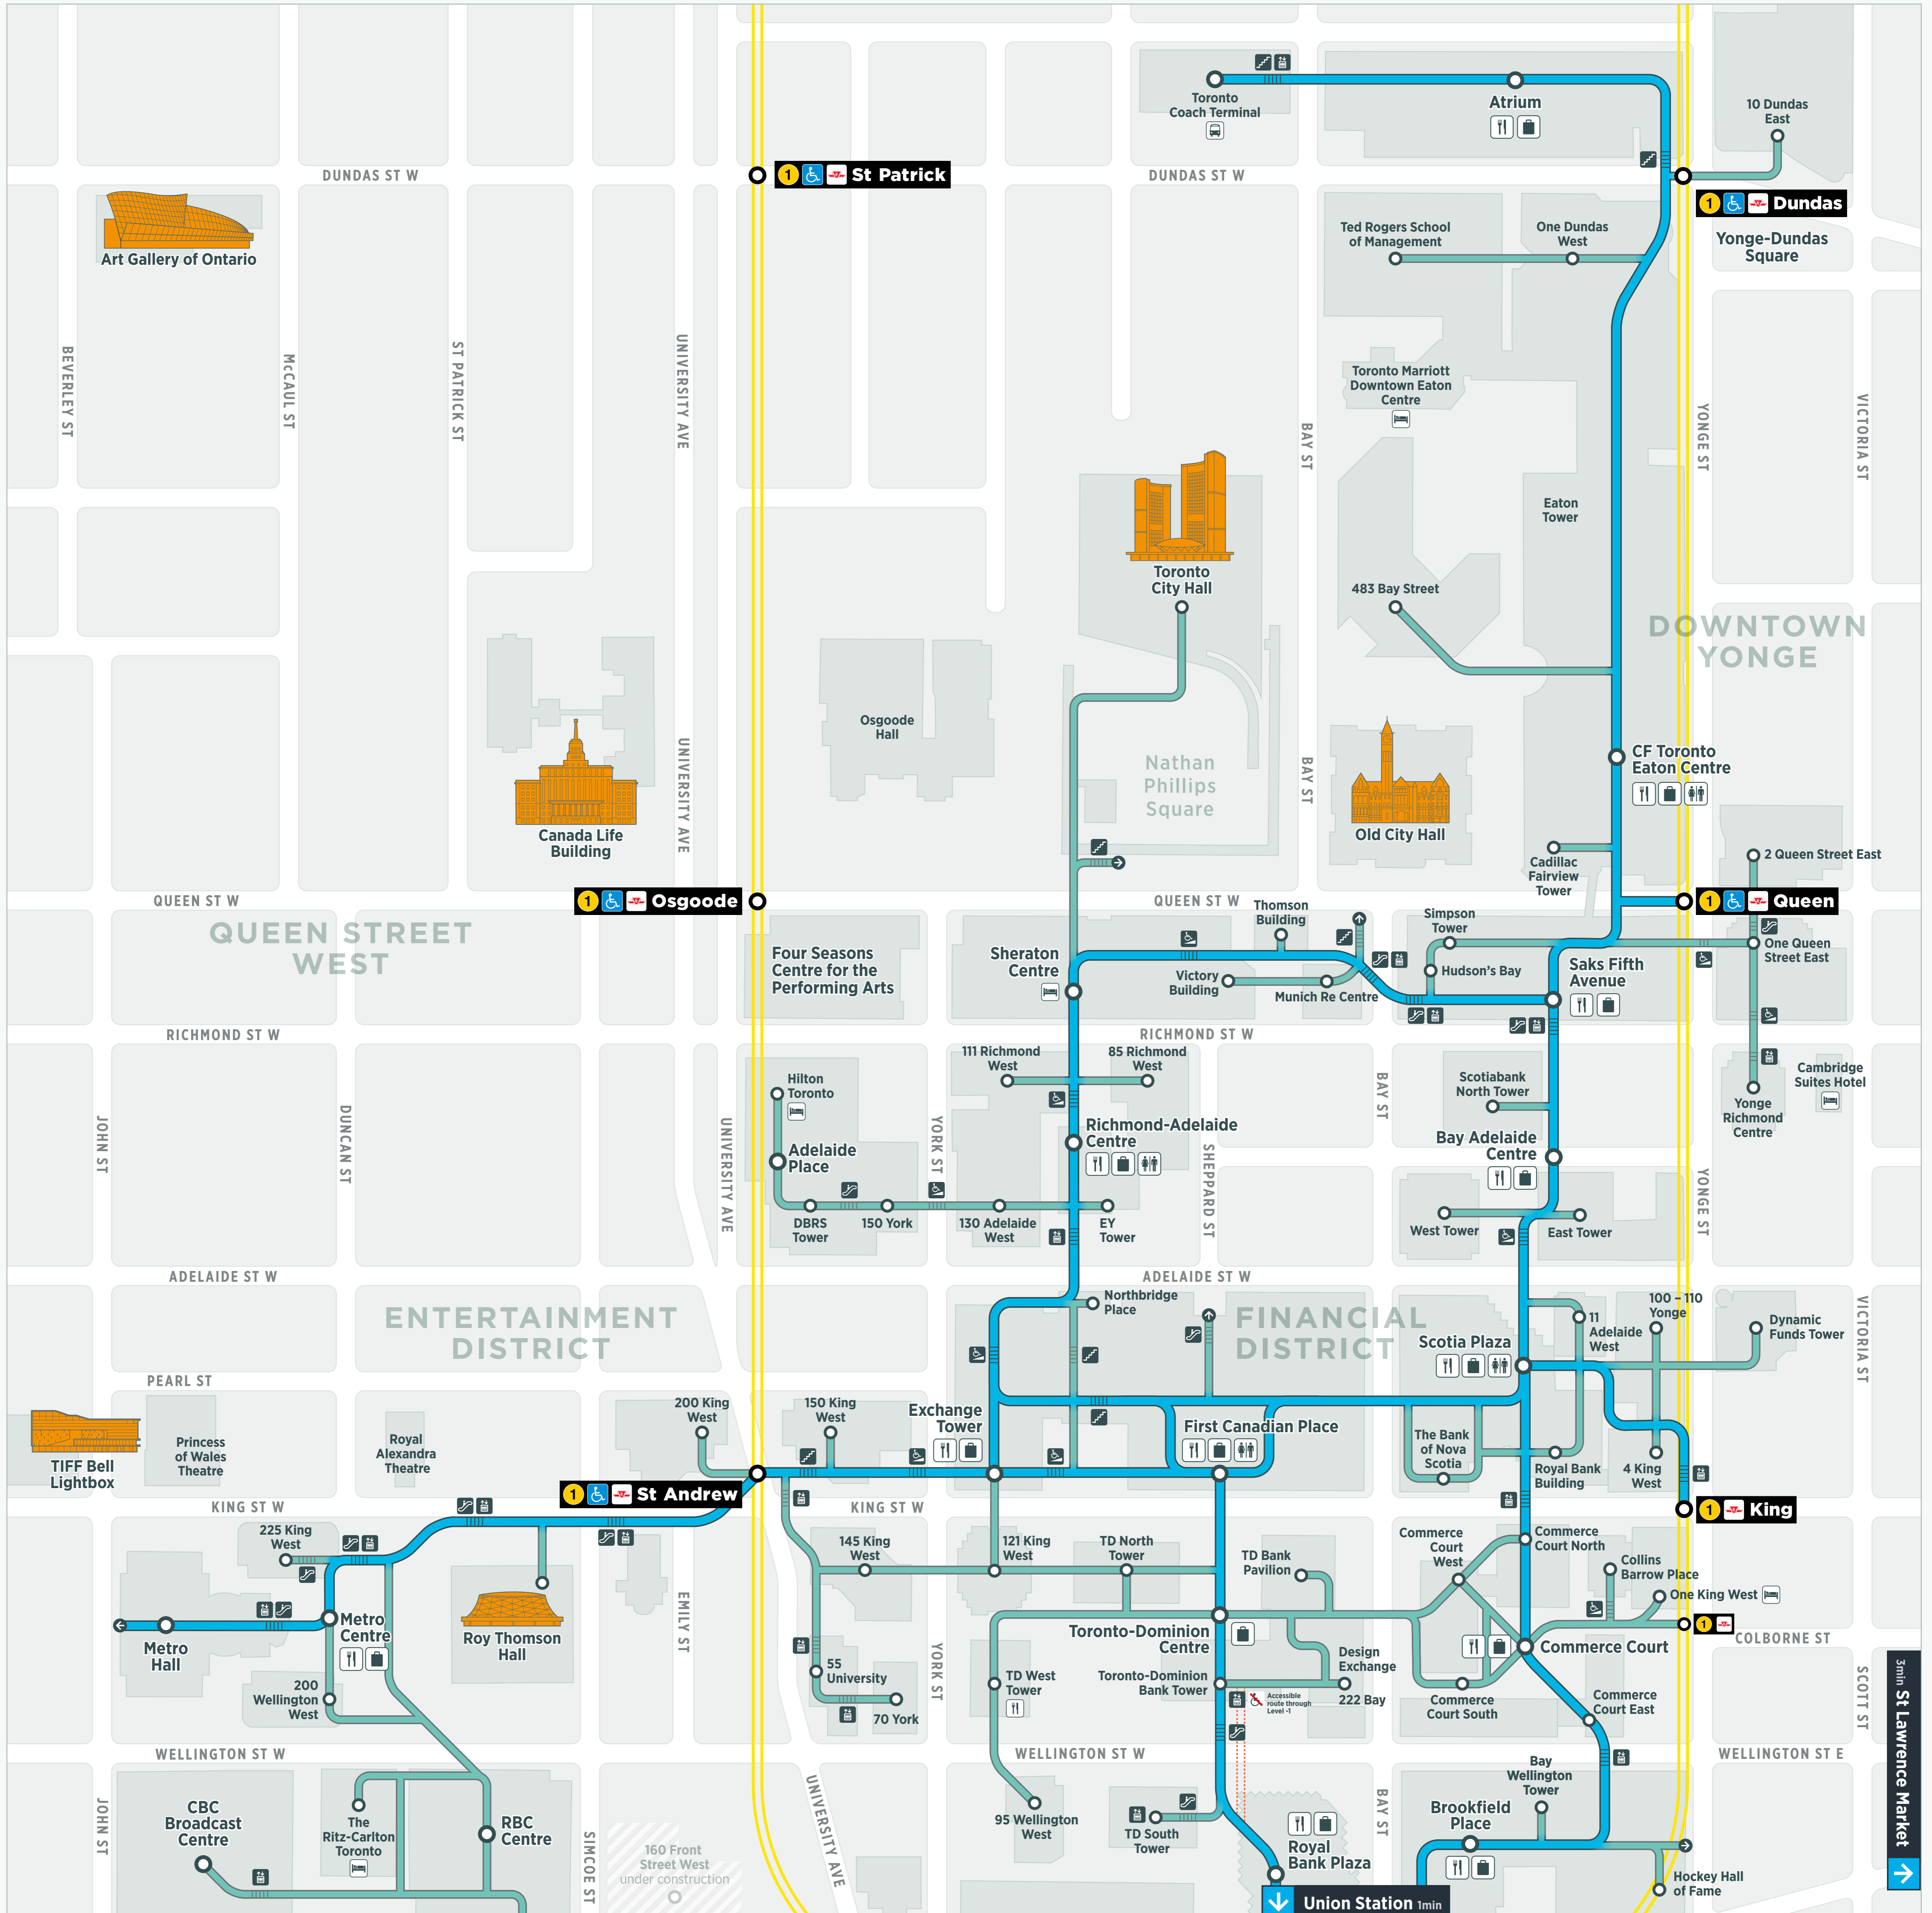 Toronto
Coach Terminal
Atrium
10 Dundas
East
DUNDAS ST W
1 St Patrick
DUNDAS ST W
1 Dundas
Yonge-Dundas
Square
Art Gallery of Ontario
Ted Rogers School
of Management
One Dundas
West
BEVERLEY ST
McCAUL ST
ST PATRICK ST
UNIVERSITY AVE
Toronto Marriott
Downtown Eaton
Centre
BAY ST
YONGE ST
VICTORIA ST
Eaton
Tower
Toronto
City Hall
483 Bay Street
DOWNTOWN
YONGE
Osgoode
Hall
UNIVERSITY AVE
Nathan
Phillips
Square
BAY ST
CF Toronto
Eaton Centre
Canada Life
Building
Old City Hall
Cadillac
Fairview
Tower
2 Queen Street East
QUEEN ST W
1 Osgoode
QUEEN ST W
1 Queen
QUEEN STREET
WEST
Four Seasons
Centre for the
Performing Arts
Sheraton
Centre
Thomson
Building
Victory
Building
Munich Re Centre
Simpson
Tower
Hudson's Bay
Saks Fifth
Avenue
One Queen
Street East
RICHMOND ST W
RICHMOND ST W
111 Richmond
West
85 Richmond
West
Hilton
Toronto
Scotiabank
North Tower
Cambridge
Suites Hotel
Yonge
Richmond
Centre
JOHN ST
DUNCAN ST
UNIVERSITY AVE
YORK ST
BAY ST
SHEPPARD ST
YONGE ST
Adelaide
Place
Richmond-Adelaide
Centre
Bay Adelaide
Centre
DBRS
Tower
150 York
130 Adelaide
West
EY
Tower
West Tower
East Tower
ADELAIDE ST W
ADELAIDE ST W
ENTERTAINMENT
DISTRICT
Northbridge
Place
FINANCIAL
DISTRICT
Scotia Plaza
11
Adelaide
West
100 – 110
Yonge
Dynamic
Funds Tower
VICTORIA ST
PEARL ST
TIFF Bell
Lightbox
Princess
of Wales
Theatre
Royal
Alexandra
Theatre
200 King
West
150 King
West
Exchange
Tower
First Canadian Place
The Bank
of Nova
Scotia
Royal Bank
Building
4 King
West
1 St Andrew
KING ST W
KING ST W
1 King
225 King
West
145 King
West
121 King
West
TD North
Tower
TD Bank
Pavilion
Commerce
Court
West
Commerce
Court North
Collins
Barrow Place
One King West
1
COLBORNE ST
Metro
Hall
Metro
Centre
Roy Thomson
Hall
EMILY ST
YORK ST
Toronto-Dominion
Centre
Commerce Court
200
Wellington
West
55
University
70 York
TD West
Tower
Toronto-Dominion
Bank Tower
Accessible
route through
Level -1
Design
Exchange
222 Bay
Commerce
Court South
Commerce
Court East
SCOTT ST
3min St Lawrence Market
WELLINGTON ST W
WELLINGTON ST W
WELLINGTON ST E
JOHN ST
CBC
Broadcast
Centre
The
Ritz-Carlton
Toronto
RBC
Centre
SIMCOE ST
160 Front
Street West
under construction
UNIVERSITY AVE
95 Wellington
West
TD South
Tower
Royal
Bank Plaza
BAY ST
Brookfield
Place
Bay
Wellington
Tower
Hockey Hall
of Fame
Union Station 1min